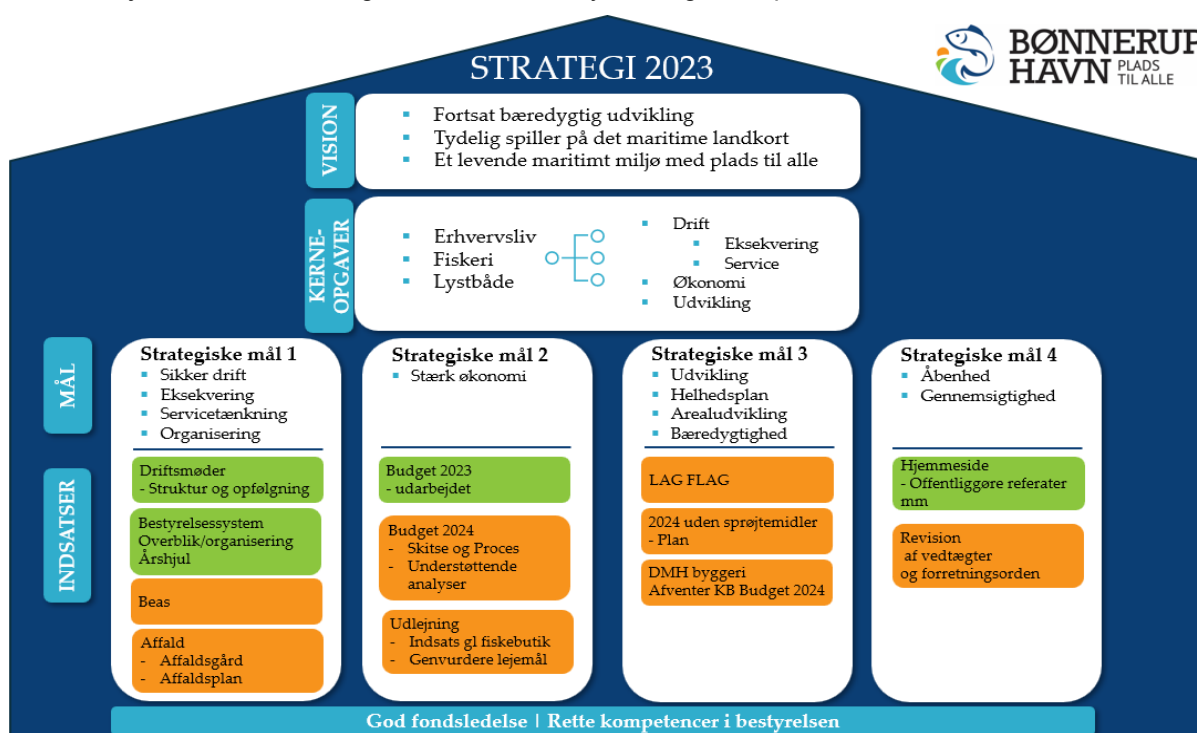 STRATEGI 2023
BØNNERUP
HAVN PLADS
TIL ALLE
VISION
▪ Fortsat bæredygtig udvikling
▪ Tydelig spiller på det maritime landkort
▪ Et levende maritimt miljø med plads til alle
KERNE-
OPGAVER
▪ Erhvervsliv
▪ Fiskeri
▪ Lystbåde
▪ Drift
▪ Eksekvering
▪ Service
▪ Økonomi
▪ Udvikling
MÅL
Strategiske mål 1
▪ Sikker drift
▪ Eksekvering
▪ Servicetænkning
▪ Organisering
Strategiske mål 2
▪ Stærk økonomi
Strategiske mål 3
▪ Udvikling
▪ Helhedsplan
▪ Arealudvikling
▪ Bæredygtighed
Strategiske mål 4
▪ Åbenhed
▪ Gennemsigtighed
INDSATSER
Driftsmøder
- Struktur og opfølgning
Bestyrelsessystem
Overblik/organisering
Årshjul
Beas
Affald
- Affaldsgård
- Affaldsplan
Budget 2023
- udarbejdet
Budget 2024
- Skitse og Proces
- Understøttende
analyser
Udlejning
- Indsats gl fiskebutik
- Genvurdere lejemål
LAG FLAG
2024 uden sprøjtemidler
- Plan
DMH byggeri
Afventer KB Budget 2024
Hjemmeside
- Offentliggøre referater
mm
Revision
af vedtægter
og forretningsorden
God fondsledelse | Rette kompetencer i bestyrelsen